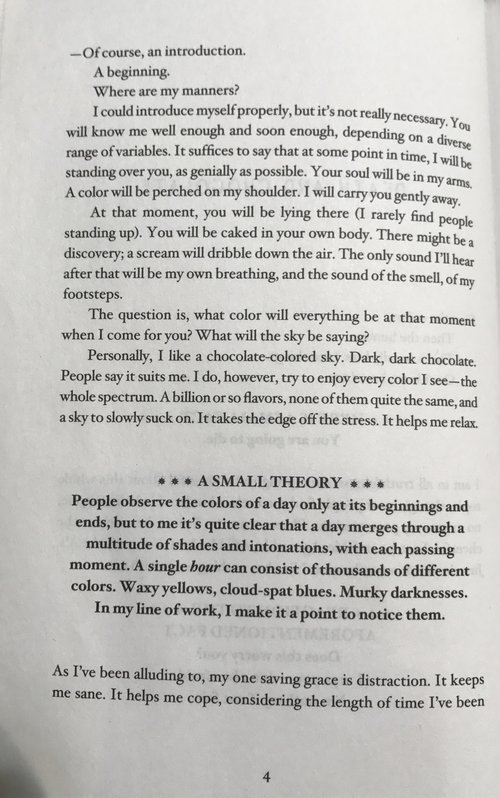 —Of course, an introduction.
A beginning.
Where are my manners?
I could introduce myself properly, but it's not really necessary. You
will know me well enough and soon enough, depending on a diverse
range of variables. It suffices to say that at some point in time, I will be
standing over you, as genially as possible. Your soul will be in my arms.
A color will be perched on my shoulder. I will carry you gently away.
At that moment, you will be lying there (I rarely find people
standing up). You will be caked in your own body. There might be a
discovery; a scream will dribble down the air. The only sound I'll hear
after that will be my own breathing, and the sound of the smell, of my
footsteps.
The question is, what color will everything be at that moment
when I come for you? What will the sky be saying?
Personally, I like a chocolate-colored sky. Dark, dark chocolate.
People say it suits me. I do, however, try to enjoy every color I see—the
whole spectrum. A billion or so flavors, none of them quite the same, and
a sky to slowly suck on. It takes the edge off the stress. It helps me relax.
* * * A SMALL THEORY * * *
People observe the colors of a day only at its beginnings and
ends, but to me it's quite clear that a day merges through a
multitude of shades and intonations, with each passing
moment. A single hour can consist of thousands of different
colors. Waxy yellows, cloud-spat blues. Murky darknesses.
In my line of work, I make it a point to notice them.
As I've been alluding to, my one saving grace is distraction. It keeps
me sane. It helps me cope, considering the length of time I've been
4